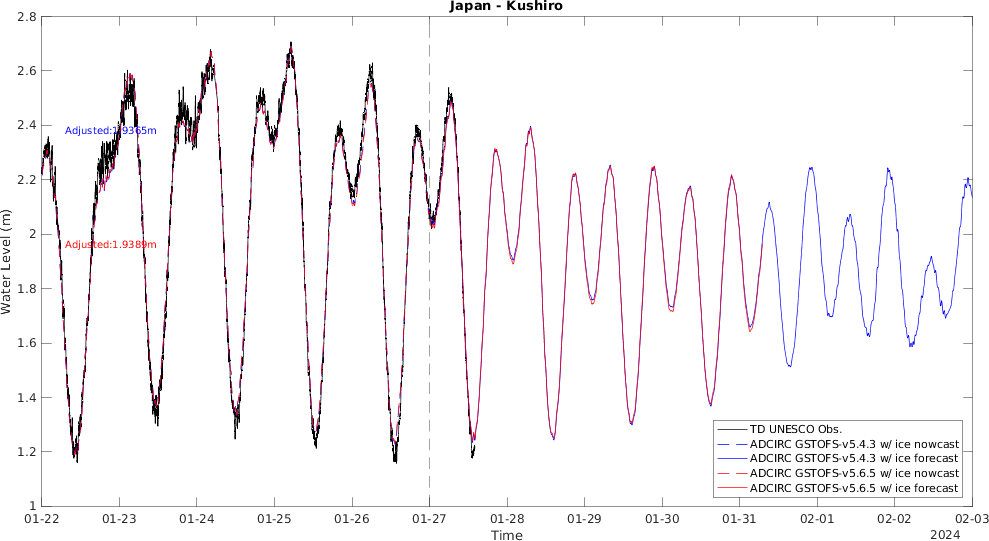 Japan - Kushiro
2.8
2.6
2.4
2.2
2
1.8
1.6
1.4
1.2
1
Water Level (m)
Adjusted:1.9365m
Adjusted:1.9389m
TD UNESCO Obs.
ADCIRC GSTOFS-v5.4.3 w/ ice nowcast
ADCIRC GSTOFS-v5.4.3 w/ ice forecast
ADCIRC GSTOFS-v5.6.5 w/ ice nowcast
ADCIRC GSTOFS-v5.6.5 w/ ice forecast
01-22 01-23 01-24 01-25 01-26 01-27 01-28 01-29 01-30 01-31 02-01 02-02 02-03
Time
2024